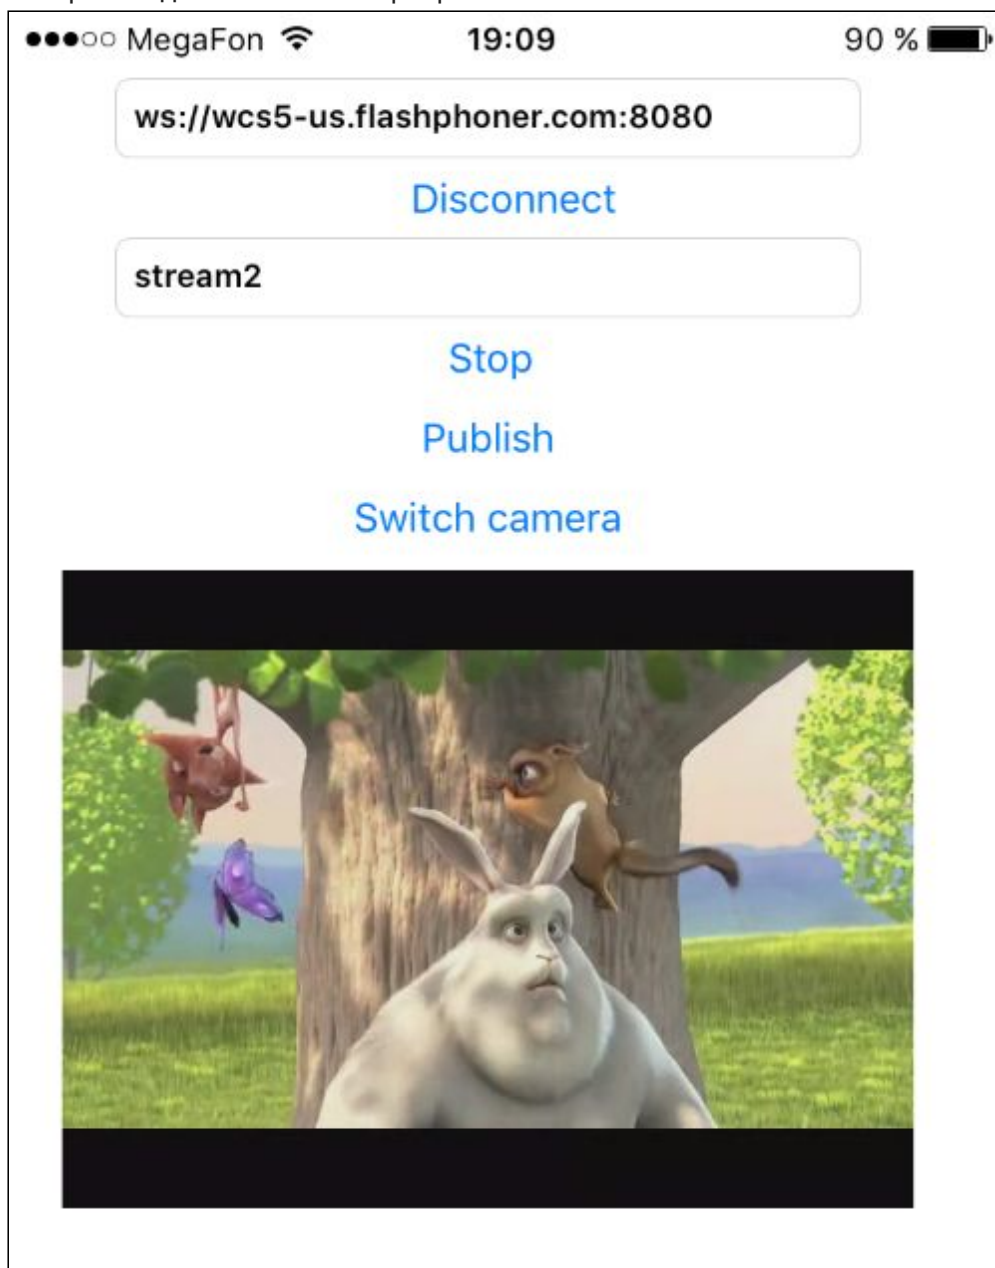 MegaFon 19:09 90 %
ws://wcs5-us.flashphoner.com:8080
Disconnect
stream2
Stop
Publish
Switch camera